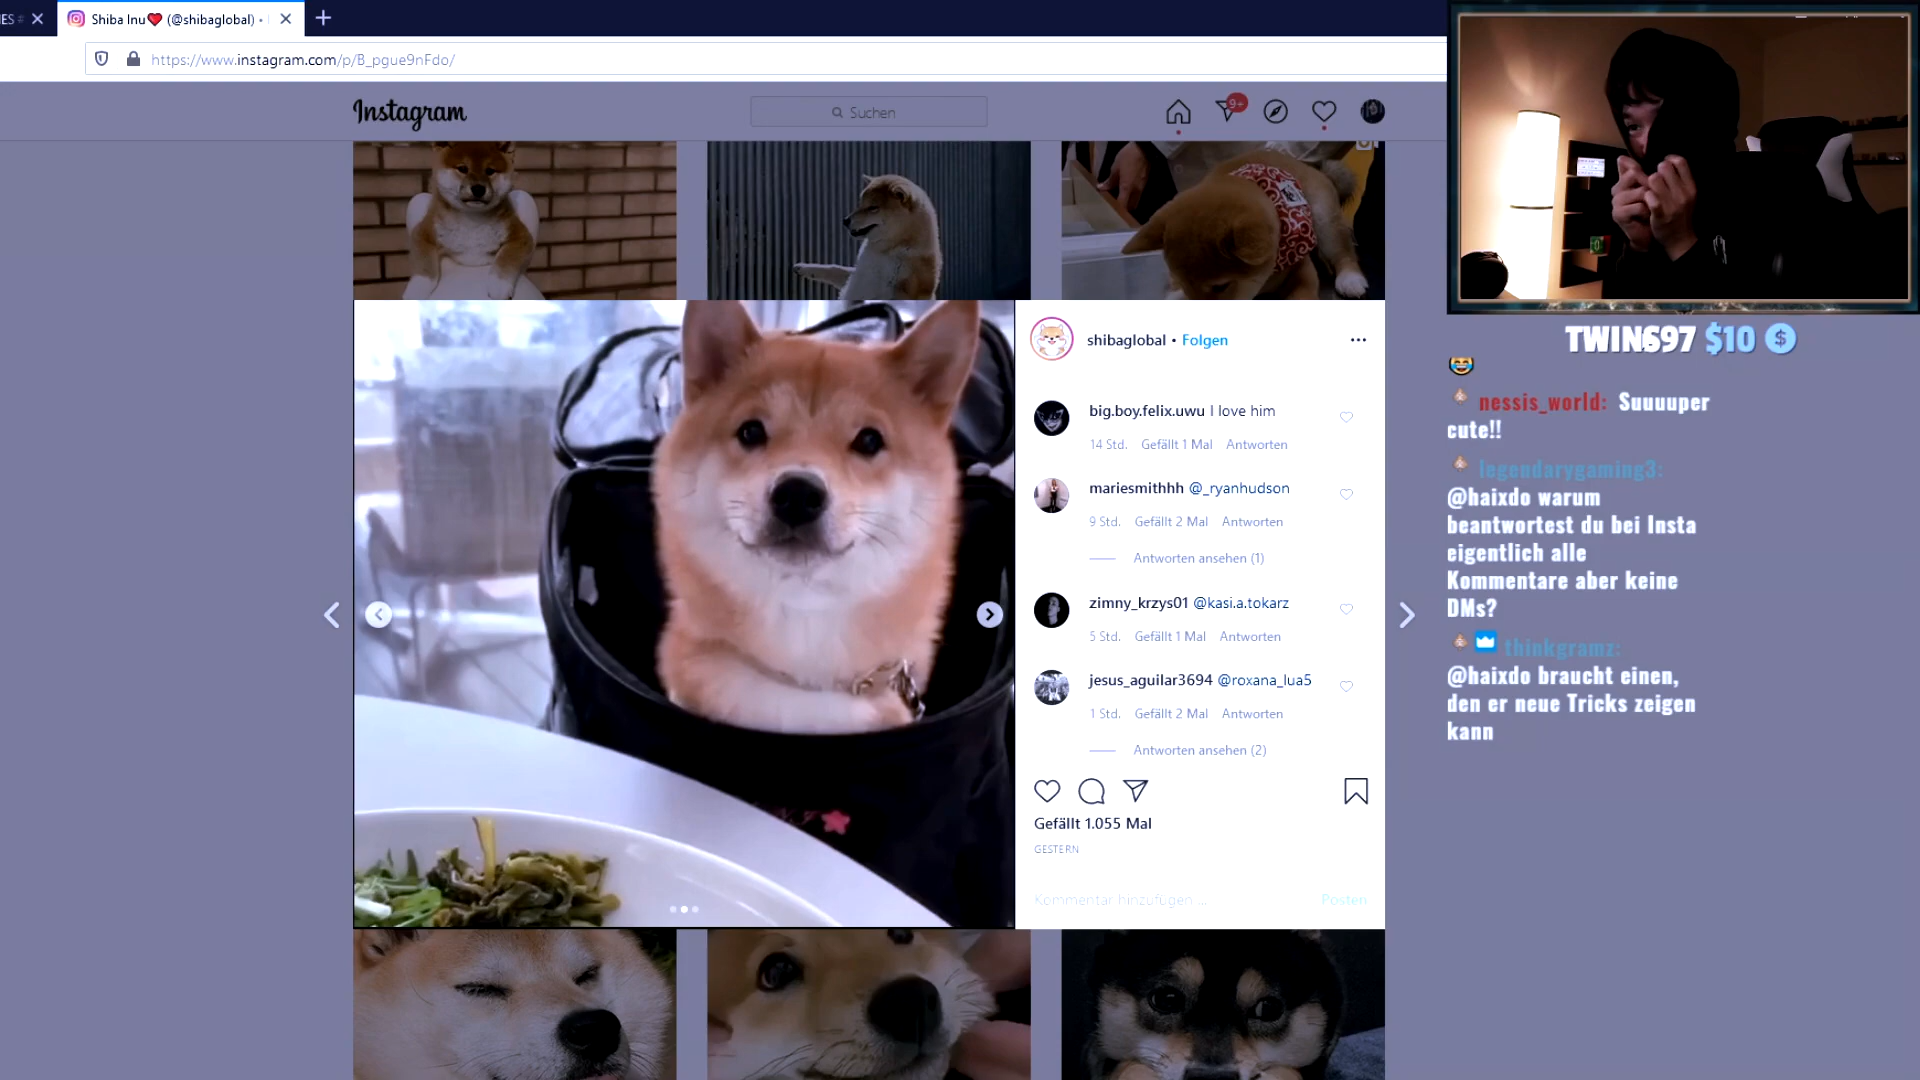 ES #
Shiba Inu❤ (@shibaglobal) •
https://www.instagram.com/p/B_pgue9nFdo/
Instagram
Suchen
9+
shibaglobal • Folgen
big.boy.felix.uwu I love him
14 Std. Gefällt 1 Mal Antworten
mariesmithhh @_ryanhudson
9 Std. Gefällt 2 Mal Antworten
Antworten ansehen (1)
zimny_krzys01 @kasi.a.tokarz
5 Std. Gefällt 1 Mal Antworten
jesus_aguilar3694 @roxana_lua5
1 Std. Gefällt 2 Mal Antworten
Antworten ansehen (2)
Gefällt 1.055 Mal
GESTERN
Kommentar hinzufügen ... Posten
TWIN697 $10 $
😂
nessis_world: Suuuuper
cute!!
legendarygaming3:
@haixdo warum
beantwortest du bei Insta
eigentlich alle
Kommentare aber keine
DMs?
thinkgramz:
@haixdo braucht einen,
den er neue Tricks zeigen
kann